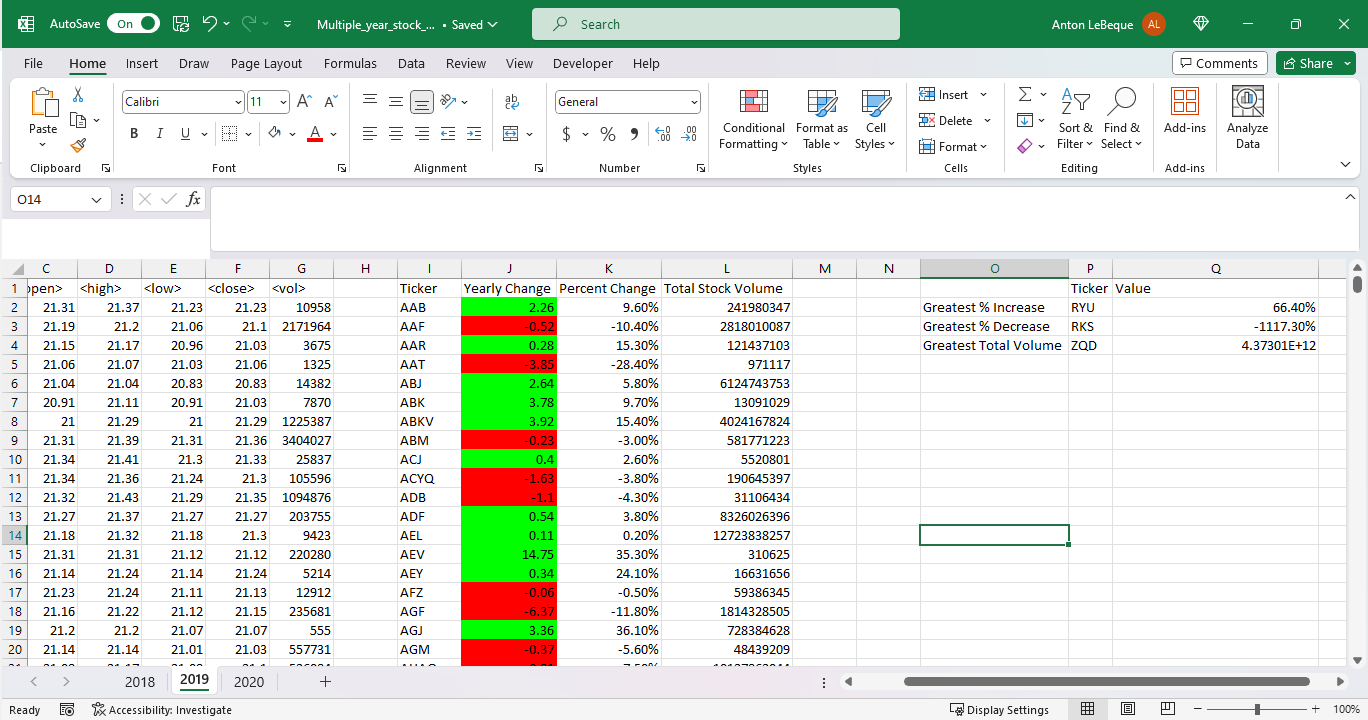 AutoSave On Multiple_year_stock_... • Saved Search Anton LeBeque AL
File Home Insert Draw Page Layout Formulas Data Review View Developer Help Comments Share
Paste Calibri 11 A A ab General Conditional Formatting Format as Table Cell Styles Insert Delete Format Sort & Filter Find & Select Add-ins Analyze Data
B I U A $ % 9
Clipboard Font Alignment Number Styles Cells Editing Add-ins
O14 fx
C D E F G H I J K L M N O P Q
1 pen> <high> <low> <close> <vol> Ticker Yearly Change Percent Change Total Stock Volume Ticker Value
2 21.31 21.37 21.23 21.23 10958 AAB 2.26 9.60% 241980347 Greatest % Increase RYU 66.40%
3 21.19 21.2 21.06 21.1 2171964 AAF -0.52 -10.40% 2818010087 Greatest % Decrease RKS -1117.30%
4 21.15 21.17 20.96 21.03 3675 AAR 0.28 15.40% 121437103 Greatest Total Volume ZQD 4.37301E+12
5 21.06 21.07 21.03 21.06 1325 AAT -3.85 -28.40% 971117
6 21.04 21.04 20.83 20.83 14382 ABJ 2.64 5.80% 6124743753
7 20.91 21.11 20.91 21.03 7870 ABK 3.78 9.70% 13091029
8 21 21.29 21 21.29 1225387 ABKV 3.92 15.40% 4024167824
9 21.31 21.39 21.31 21.36 3404027 ABM -0.23 -3.00% 581771223
10 21.34 21.41 21.3 21.33 25837 ACJ 0.4 2.60% 5520801
11 21.34 21.36 21.24 21.3 105596 ACYQ -1.63 -3.80% 190645397
12 21.32 21.43 21.29 21.35 1094876 ADB -1.1 -4.30% 31106434
13 21.27 21.37 21.27 21.27 203755 ADF 0.54 3.80% 8326026396
14 21.18 21.32 21.18 21.3 9423 AEL 0.11 0.20% 12723838257
15 21.31 21.31 21.12 21.12 220280 AEV 14.75 35.30% 310625
16 21.14 21.24 21.14 21.24 5214 AEY 0.34 24.10% 16631656
17 21.23 21.24 21.11 21.13 12912 AFZ -0.06 -0.50% 59386345
18 21.16 21.22 21.12 21.15 235681 AGF -6.37 -11.80% 1814328505
19 21.2 21.2 21.07 21.07 555 AGJ 3.36 36.10% 728384628
20 21.14 21.14 21.01 21.03 557731 AGM -0.37 -5.60% 48439209
2018 2019 2020 +
Ready Accessibility: Investigate Display Settings 100%